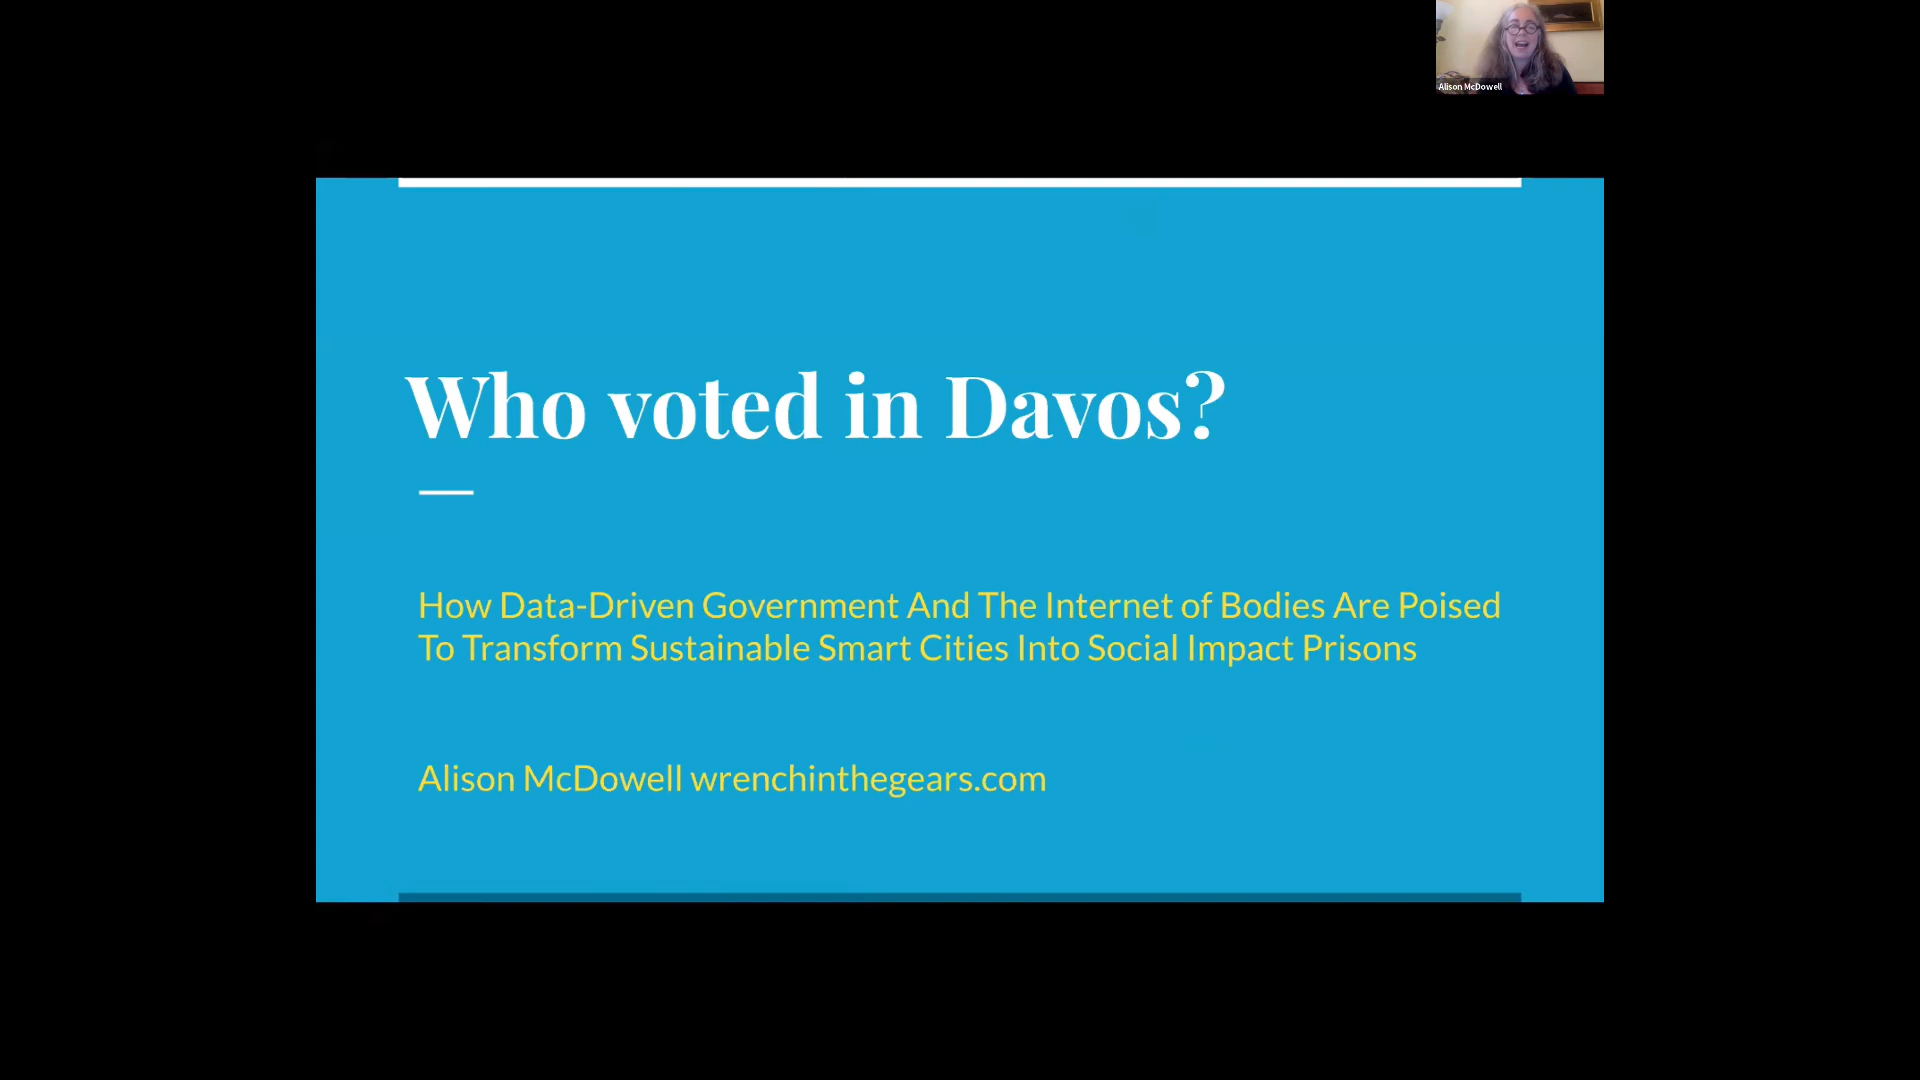 Alison McDowell
Who voted in Davos?
How Data-Driven Government And The Internet of Bodies Are Poised
To Transform Sustainable Smart Cities Into Social Impact Prisons
Alison McDowell wrenchinthegears.com